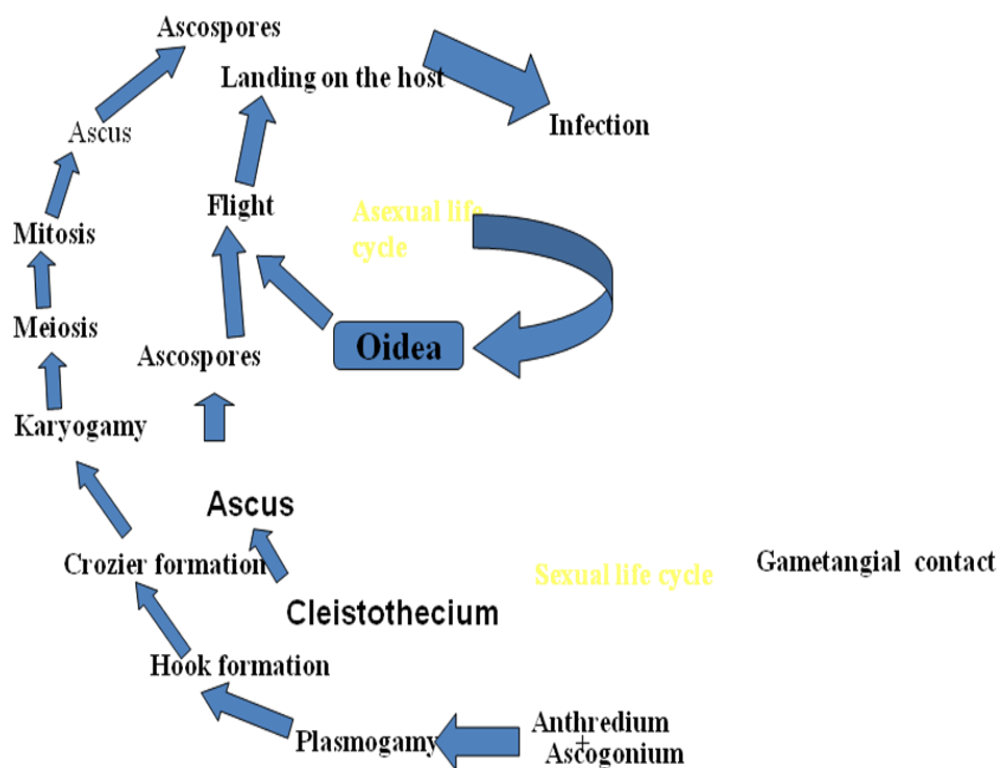 Ascospores
Landing on the host
Infection
Ascus
Flight
Asexual life
cycle
Mitosis
Meiosis
Oidea
Ascospores
Karyogamy
Ascus
Crozier formation
Gametangial contact
Sexual life cycle
Cleistothecium
Hook formation
Anthredium
+
Ascogonium
Plasmogamy